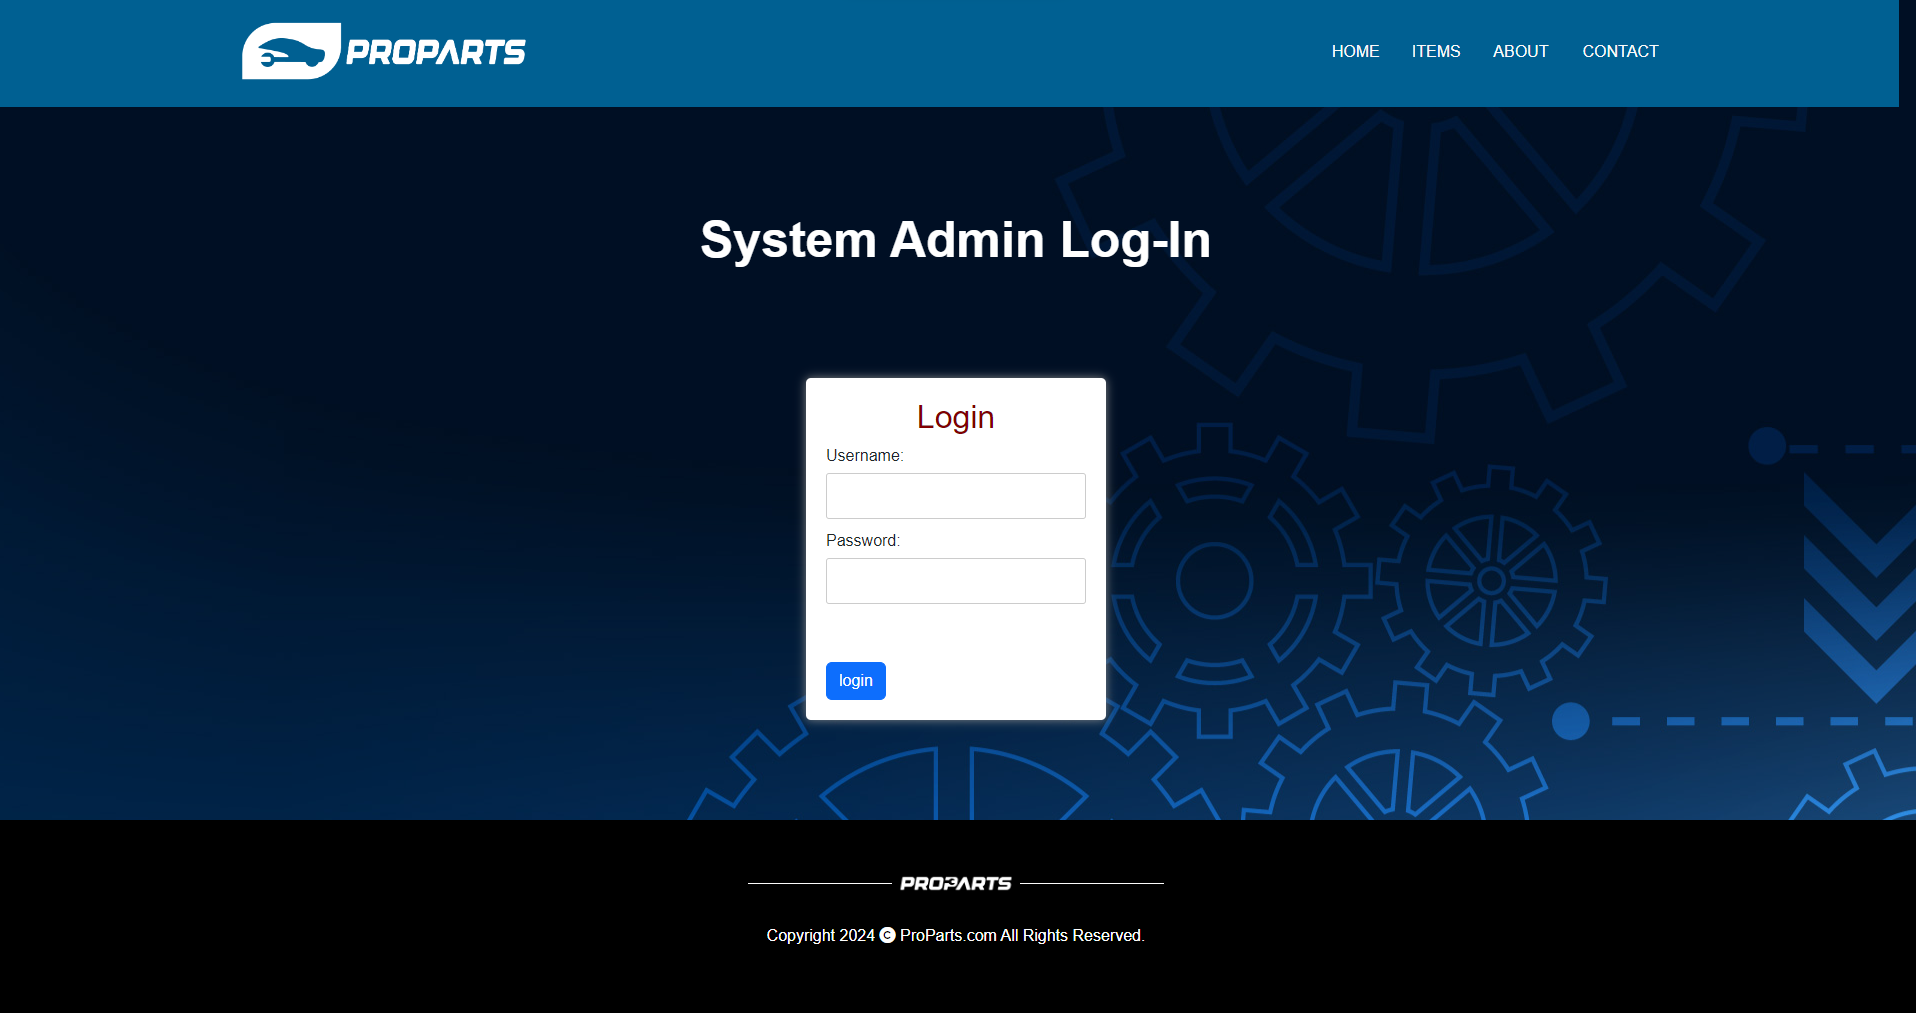 PROPARTS
HOME ITEMS ABOUT CONTACT
System Admin Log-In
Login
Username:
Password:
login
PROPARTS
Copyright 2024 © ProParts.com All Rights Reserved.